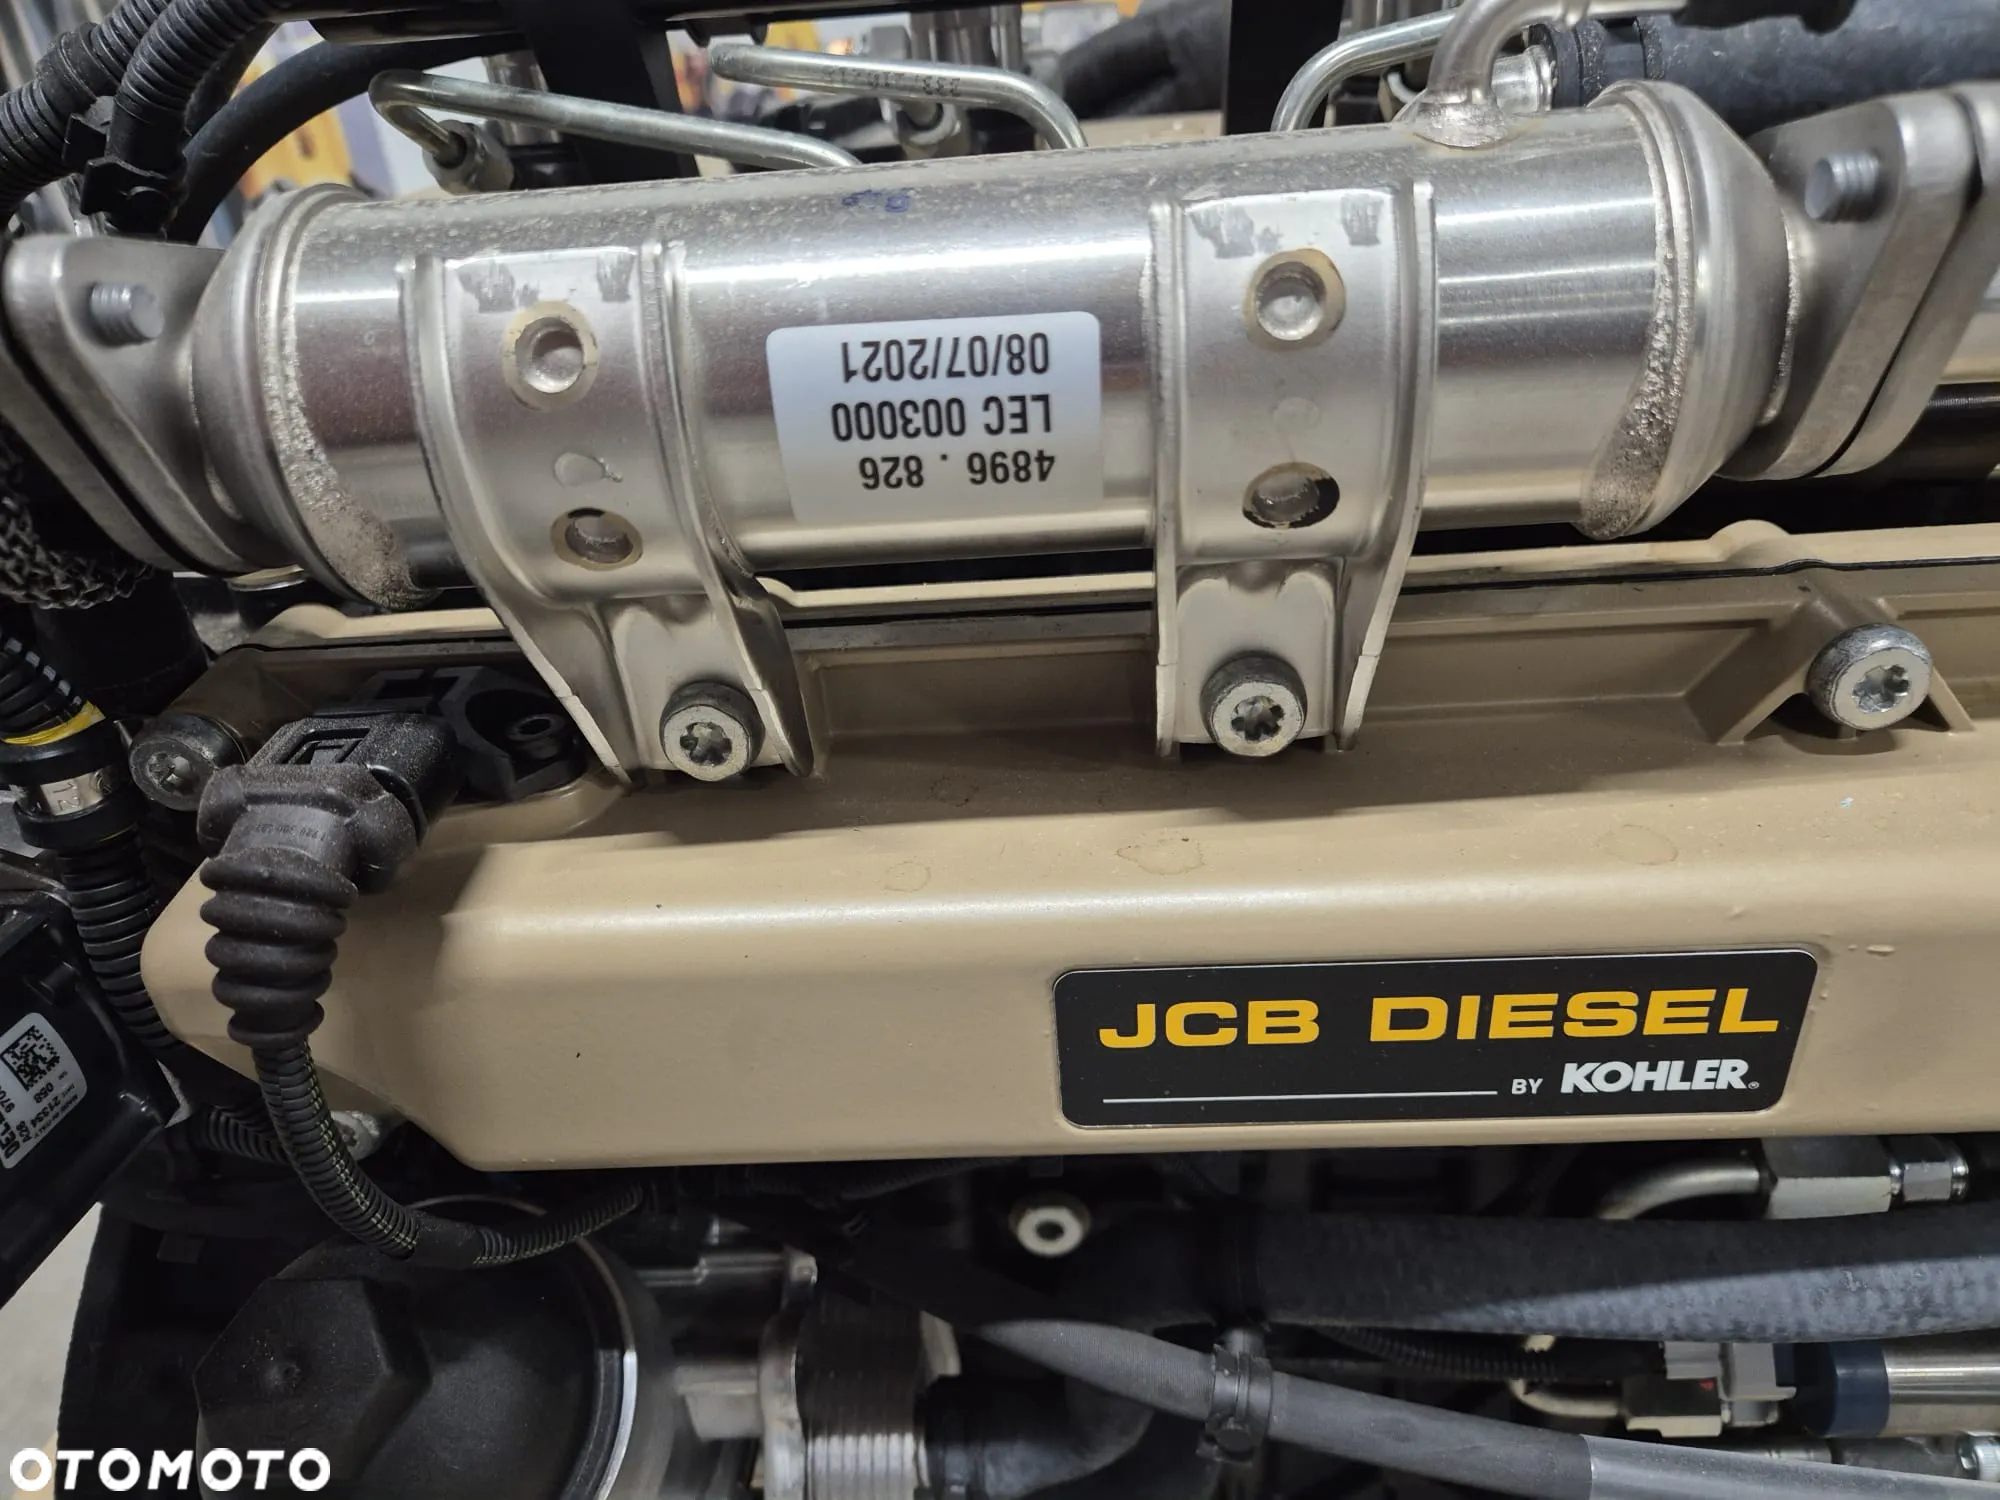 4896 . 826
LEC 003000
08/07/2021
JCB DIESEL
BY KOHLER
OTOMOTO